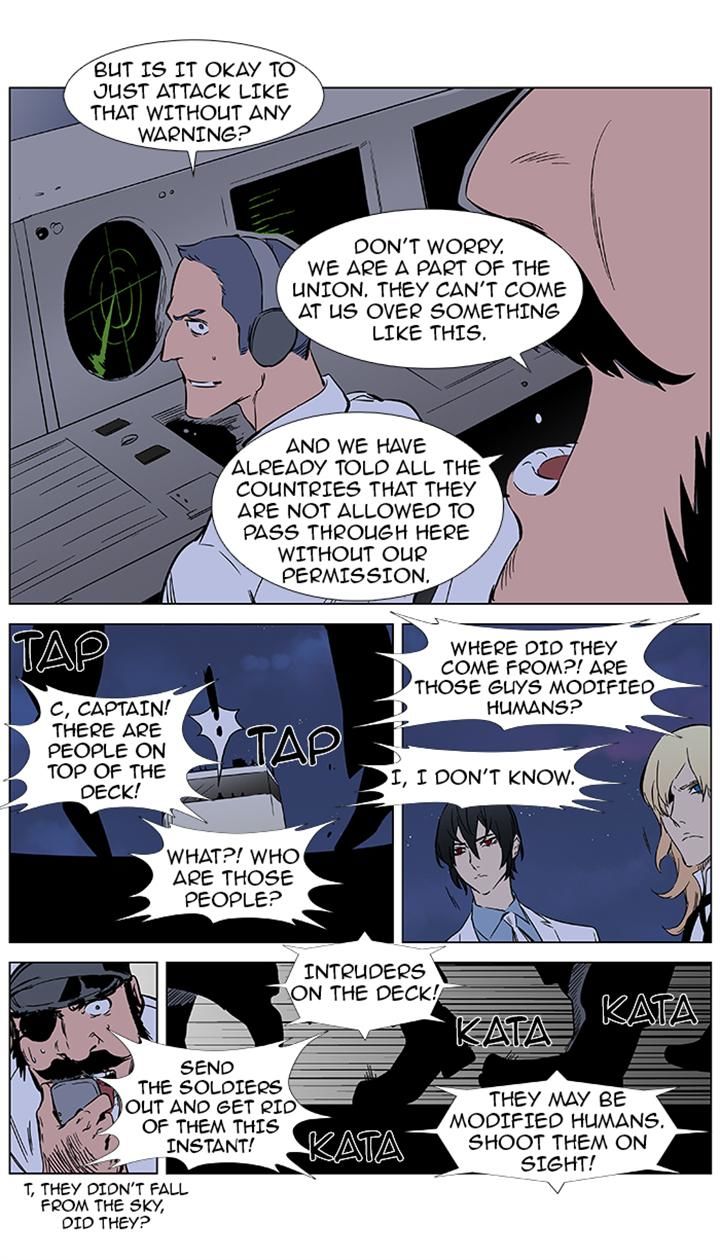 BUT IS IT OKAY TO
JUST ATTACK LIKE
THAT WITHOUT ANY
WARNING?
DON'T WORRY.
WE ARE A PART OF THE
UNION. THEY CAN'T COME
AT US OVER SOMETHING
LIKE THIS.
AND WE HAVE
ALREADY TOLD ALL THE
COUNTRIES THAT THEY
ARE NOT ALLOWED TO
PASS THROUGH HERE
WITHOUT OUR
PERMISSION.
TAP
C, CAPTAIN!
THERE ARE
PEOPLE ON
TOP OF THE
DECK!
!
TAP
WHAT?! WHO
ARE THOSE
PEOPLE?
WHERE DID THEY
COME FROM?! ARE
THOSE GUYS MODIFIED
HUMANS?
I, I DON'T KNOW.
SEND
THE SOLDIERS
OUT AND GET RID
OF THEM THIS
INSTANT!
T, THEY DIDN'T FALL
FROM THE SKY,
DID THEY?
INTRUDERS
ON THE DECK!
KATA
KATA
KATA
THEY MAY BE
MODIFIED HUMANS.
SHOOT THEM ON
SIGHT!